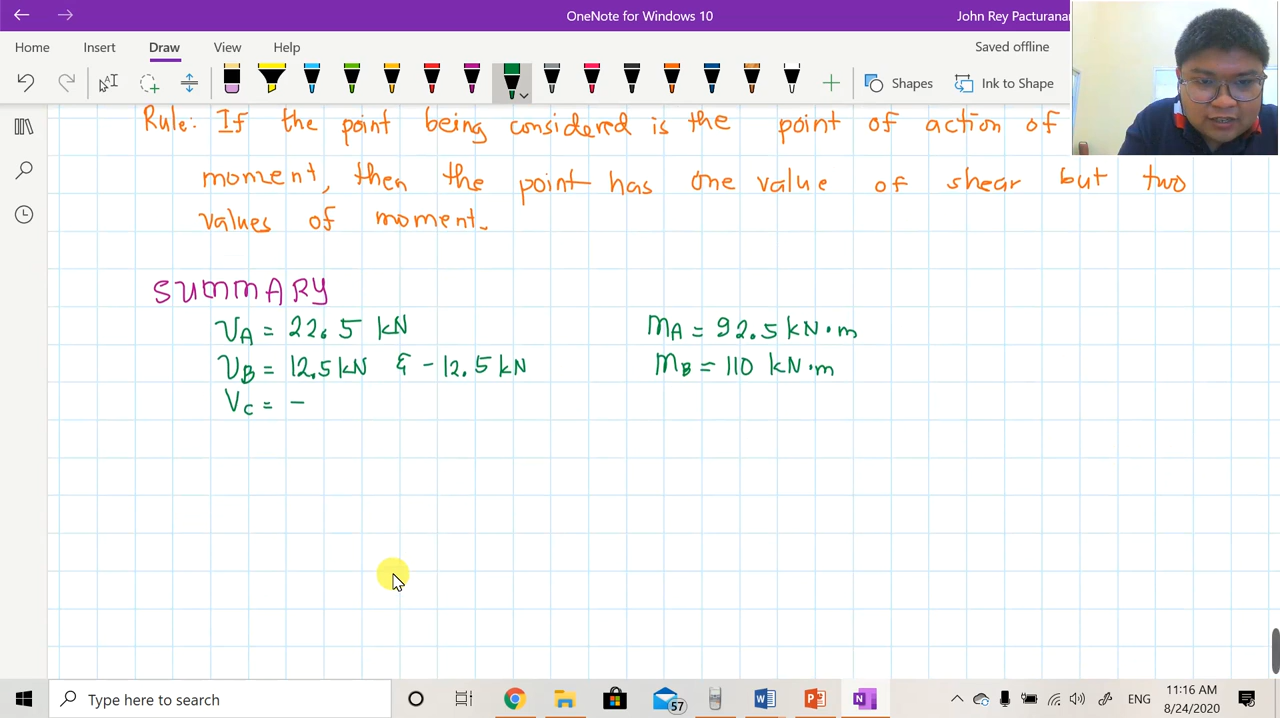 OneNote for Windows 10
John Rey Pacturanan
Home Insert Draw View Help
Saved offline
Shapes Ink to Shape
Rule: If the point being considered is the point of action of
moment, then the point has one value of shear but two
values of moment.
SUMMARY
VA = 22.5 kN MA = 92.5 kN·m
VB = 12.5 kN & -12.5 kN MB = 110 kN·m
VC = -
Type here to search
57
ENG
11:16 AM
8/24/2020